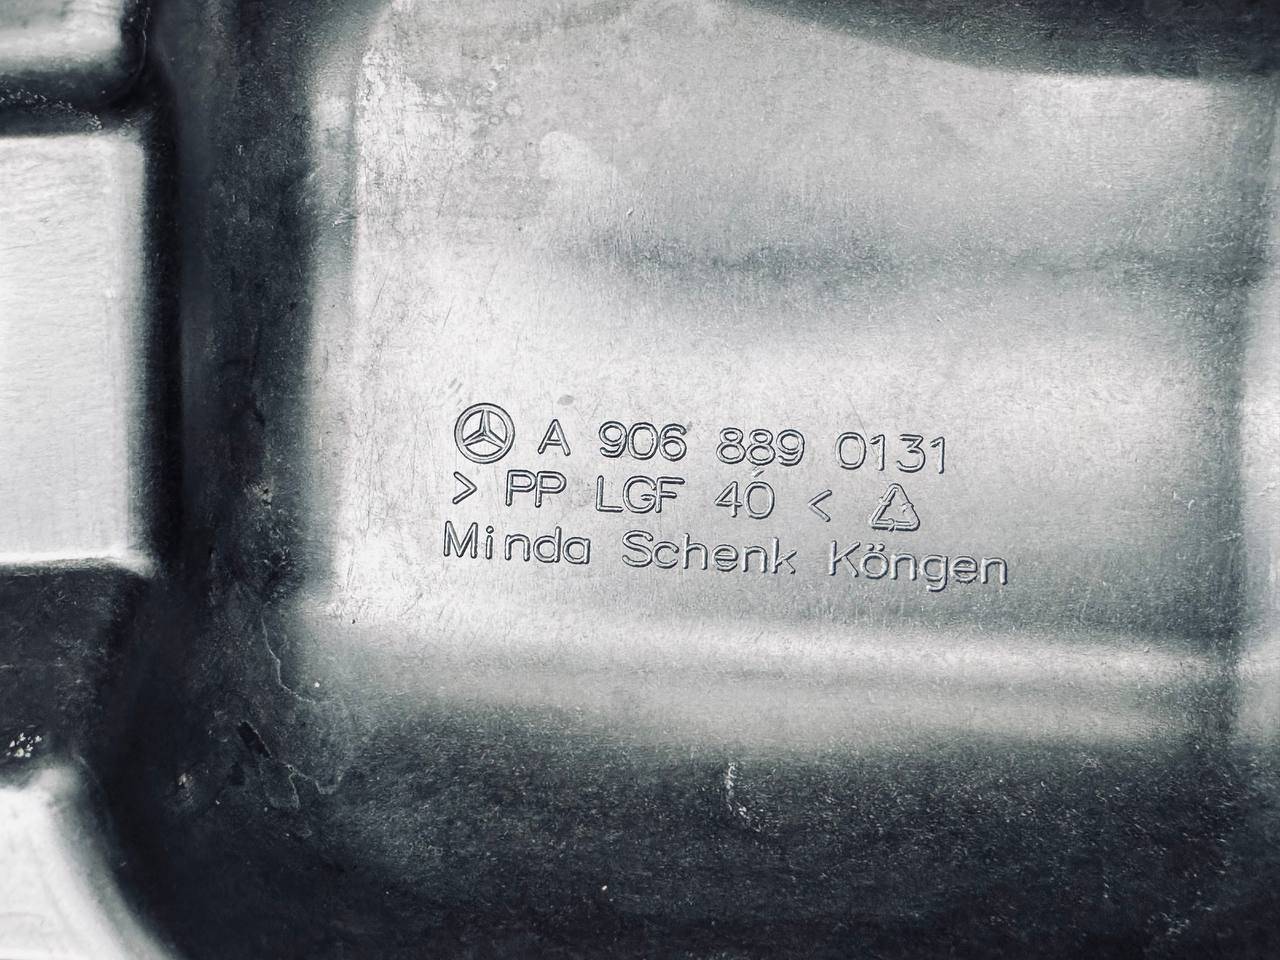 A 906 889 0131
> PP LGF 40 <
Minda Schenk Köngen